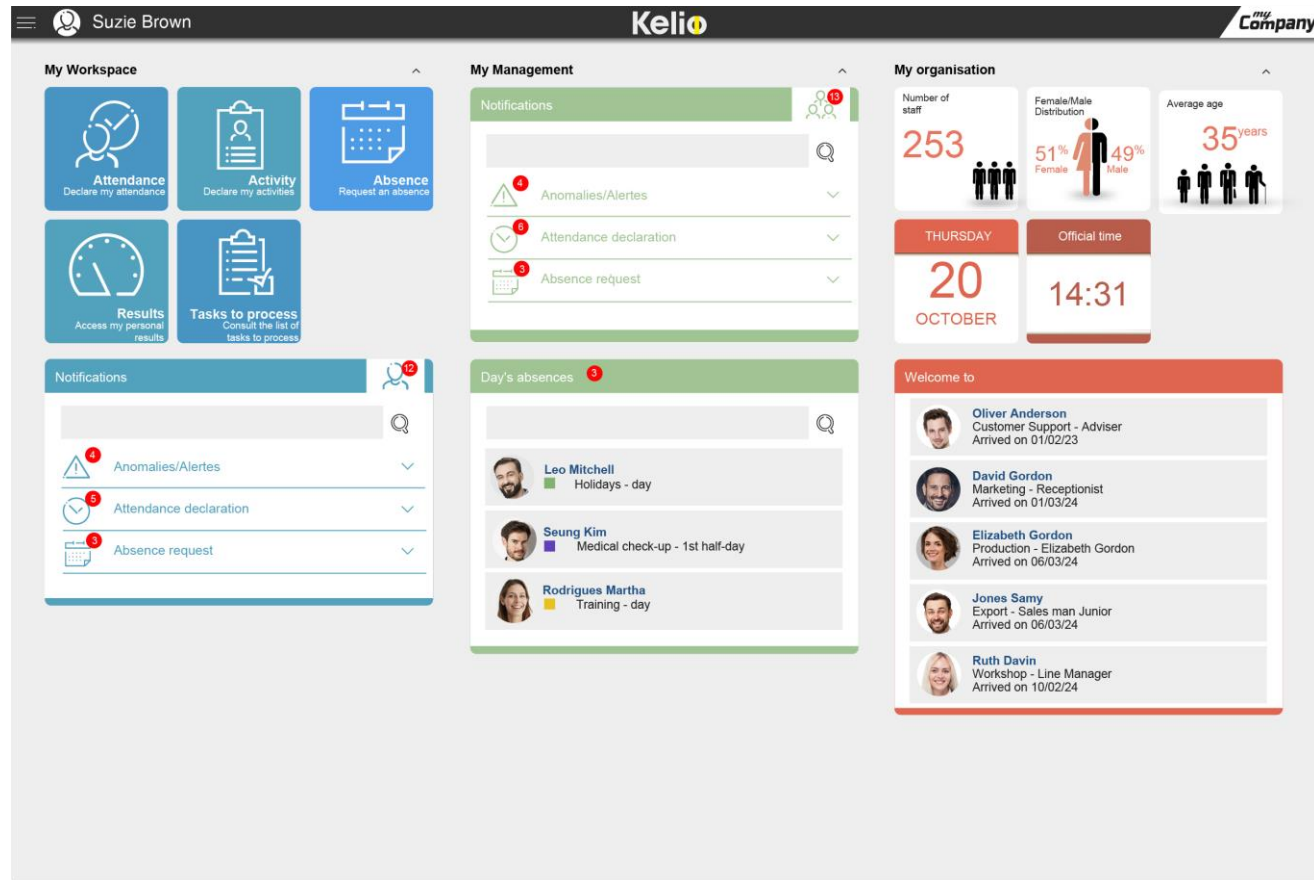 Suzie Brown
Kelio
my
Company
My Workspace
Attendance
Declare my attendance
Activity
Declare my activities
Absence
Request an absence
Results
Access my personal
results
Tasks to process
Consult the list of
tasks to process
Notifications
12
4
Anomalies/Alertes
5
Attendance declaration
3
Absence request
My Management
Notifications
13
4
Anomalies/Alertes
6
Attendance declaration
3
Absence request
Day's absences 3
Leo Mitchell
Holidays - day
Seung Kim
Medical check-up - 1st half-day
Rodrigues Martha
Training - day
My organisation
Number of
staff
253
Female/Male
Distribution
51% Female
49% Male
Average age
35 years
THURSDAY
20
OCTOBER
Official time
14:31
Welcome to
Oliver Anderson
Customer Support - Adviser
Arrived on 01/02/23
David Gordon
Marketing - Receptionist
Arrived on 01/03/24
Elizabeth Gordon
Production - Elizabeth Gordon
Arrived on 06/03/24
Jones Samy
Export - Sales man Junior
Arrived on 06/03/24
Ruth Davin
Workshop - Line Manager
Arrived on 10/02/24